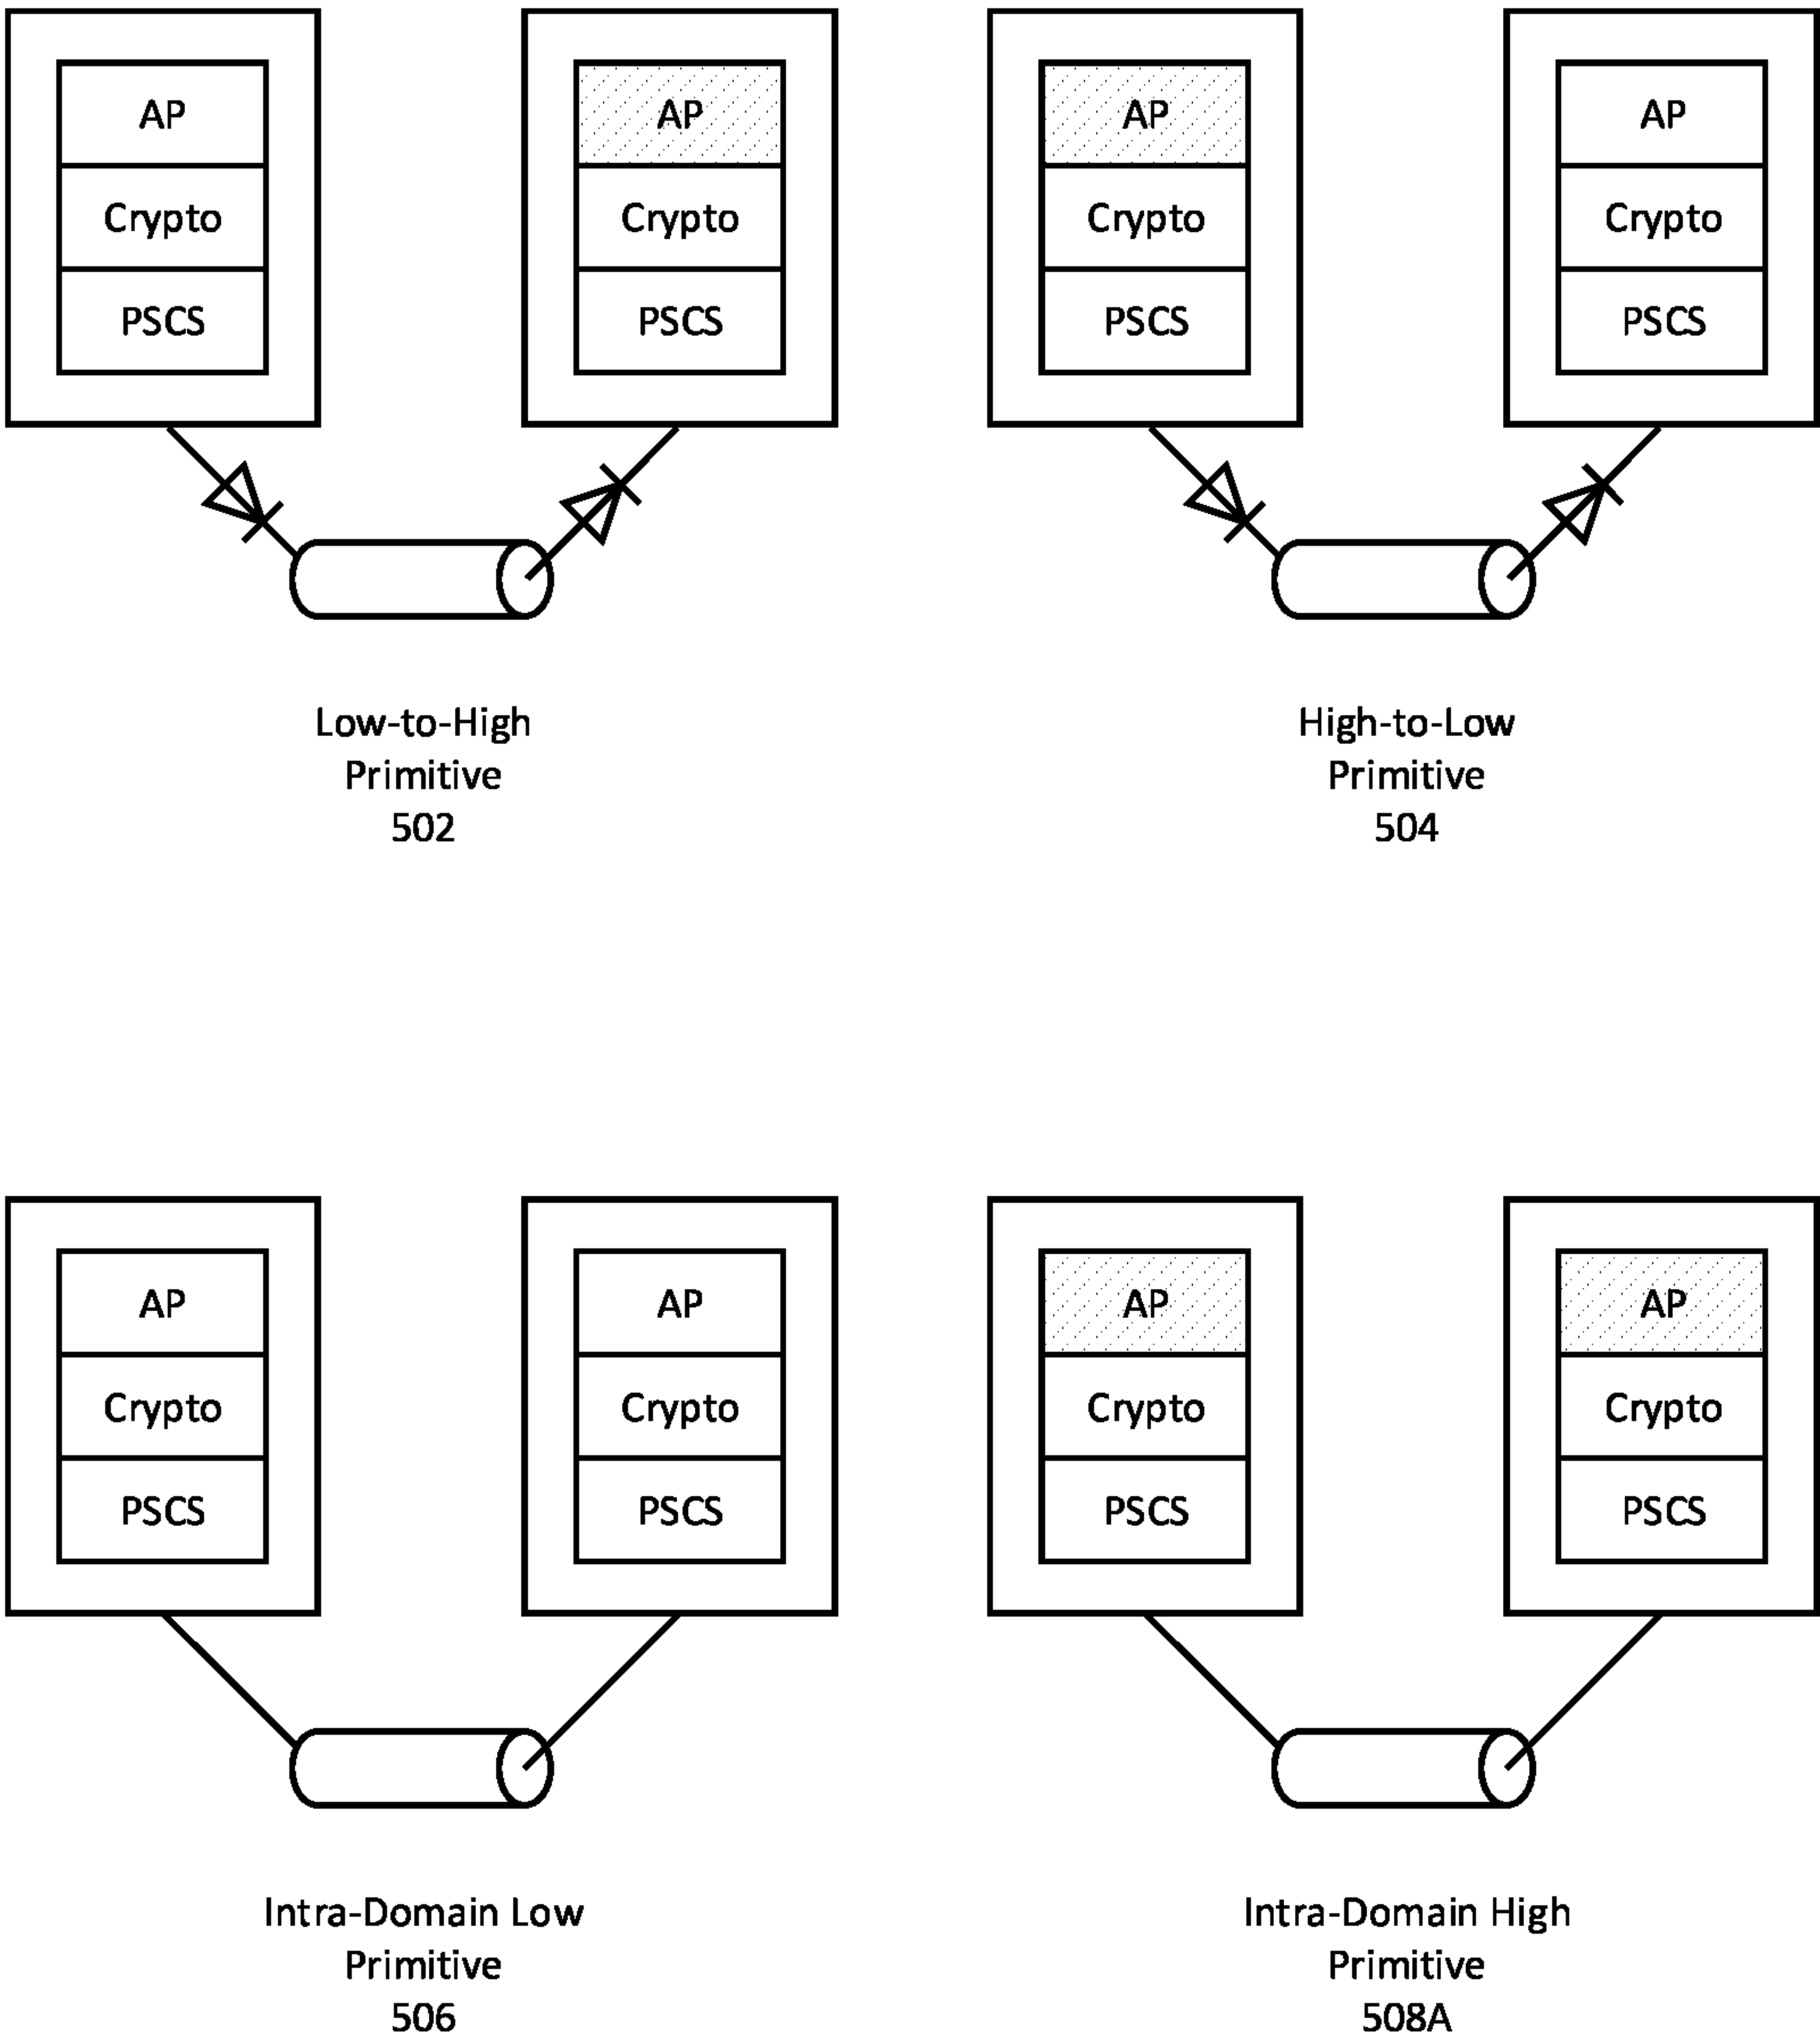 AP
Crypto
PSCS
AP
Crypto
PSCS
Low-to-High
Primitive
502
AP
Crypto
PSCS
AP
Crypto
PSCS
High-to-Low
Primitive
504
AP
Crypto
PSCS
AP
Crypto
PSCS
Intra-Domain Low
Primitive
506
AP
Crypto
PSCS
AP
Crypto
PSCS
Intra-Domain High
Primitive
508A